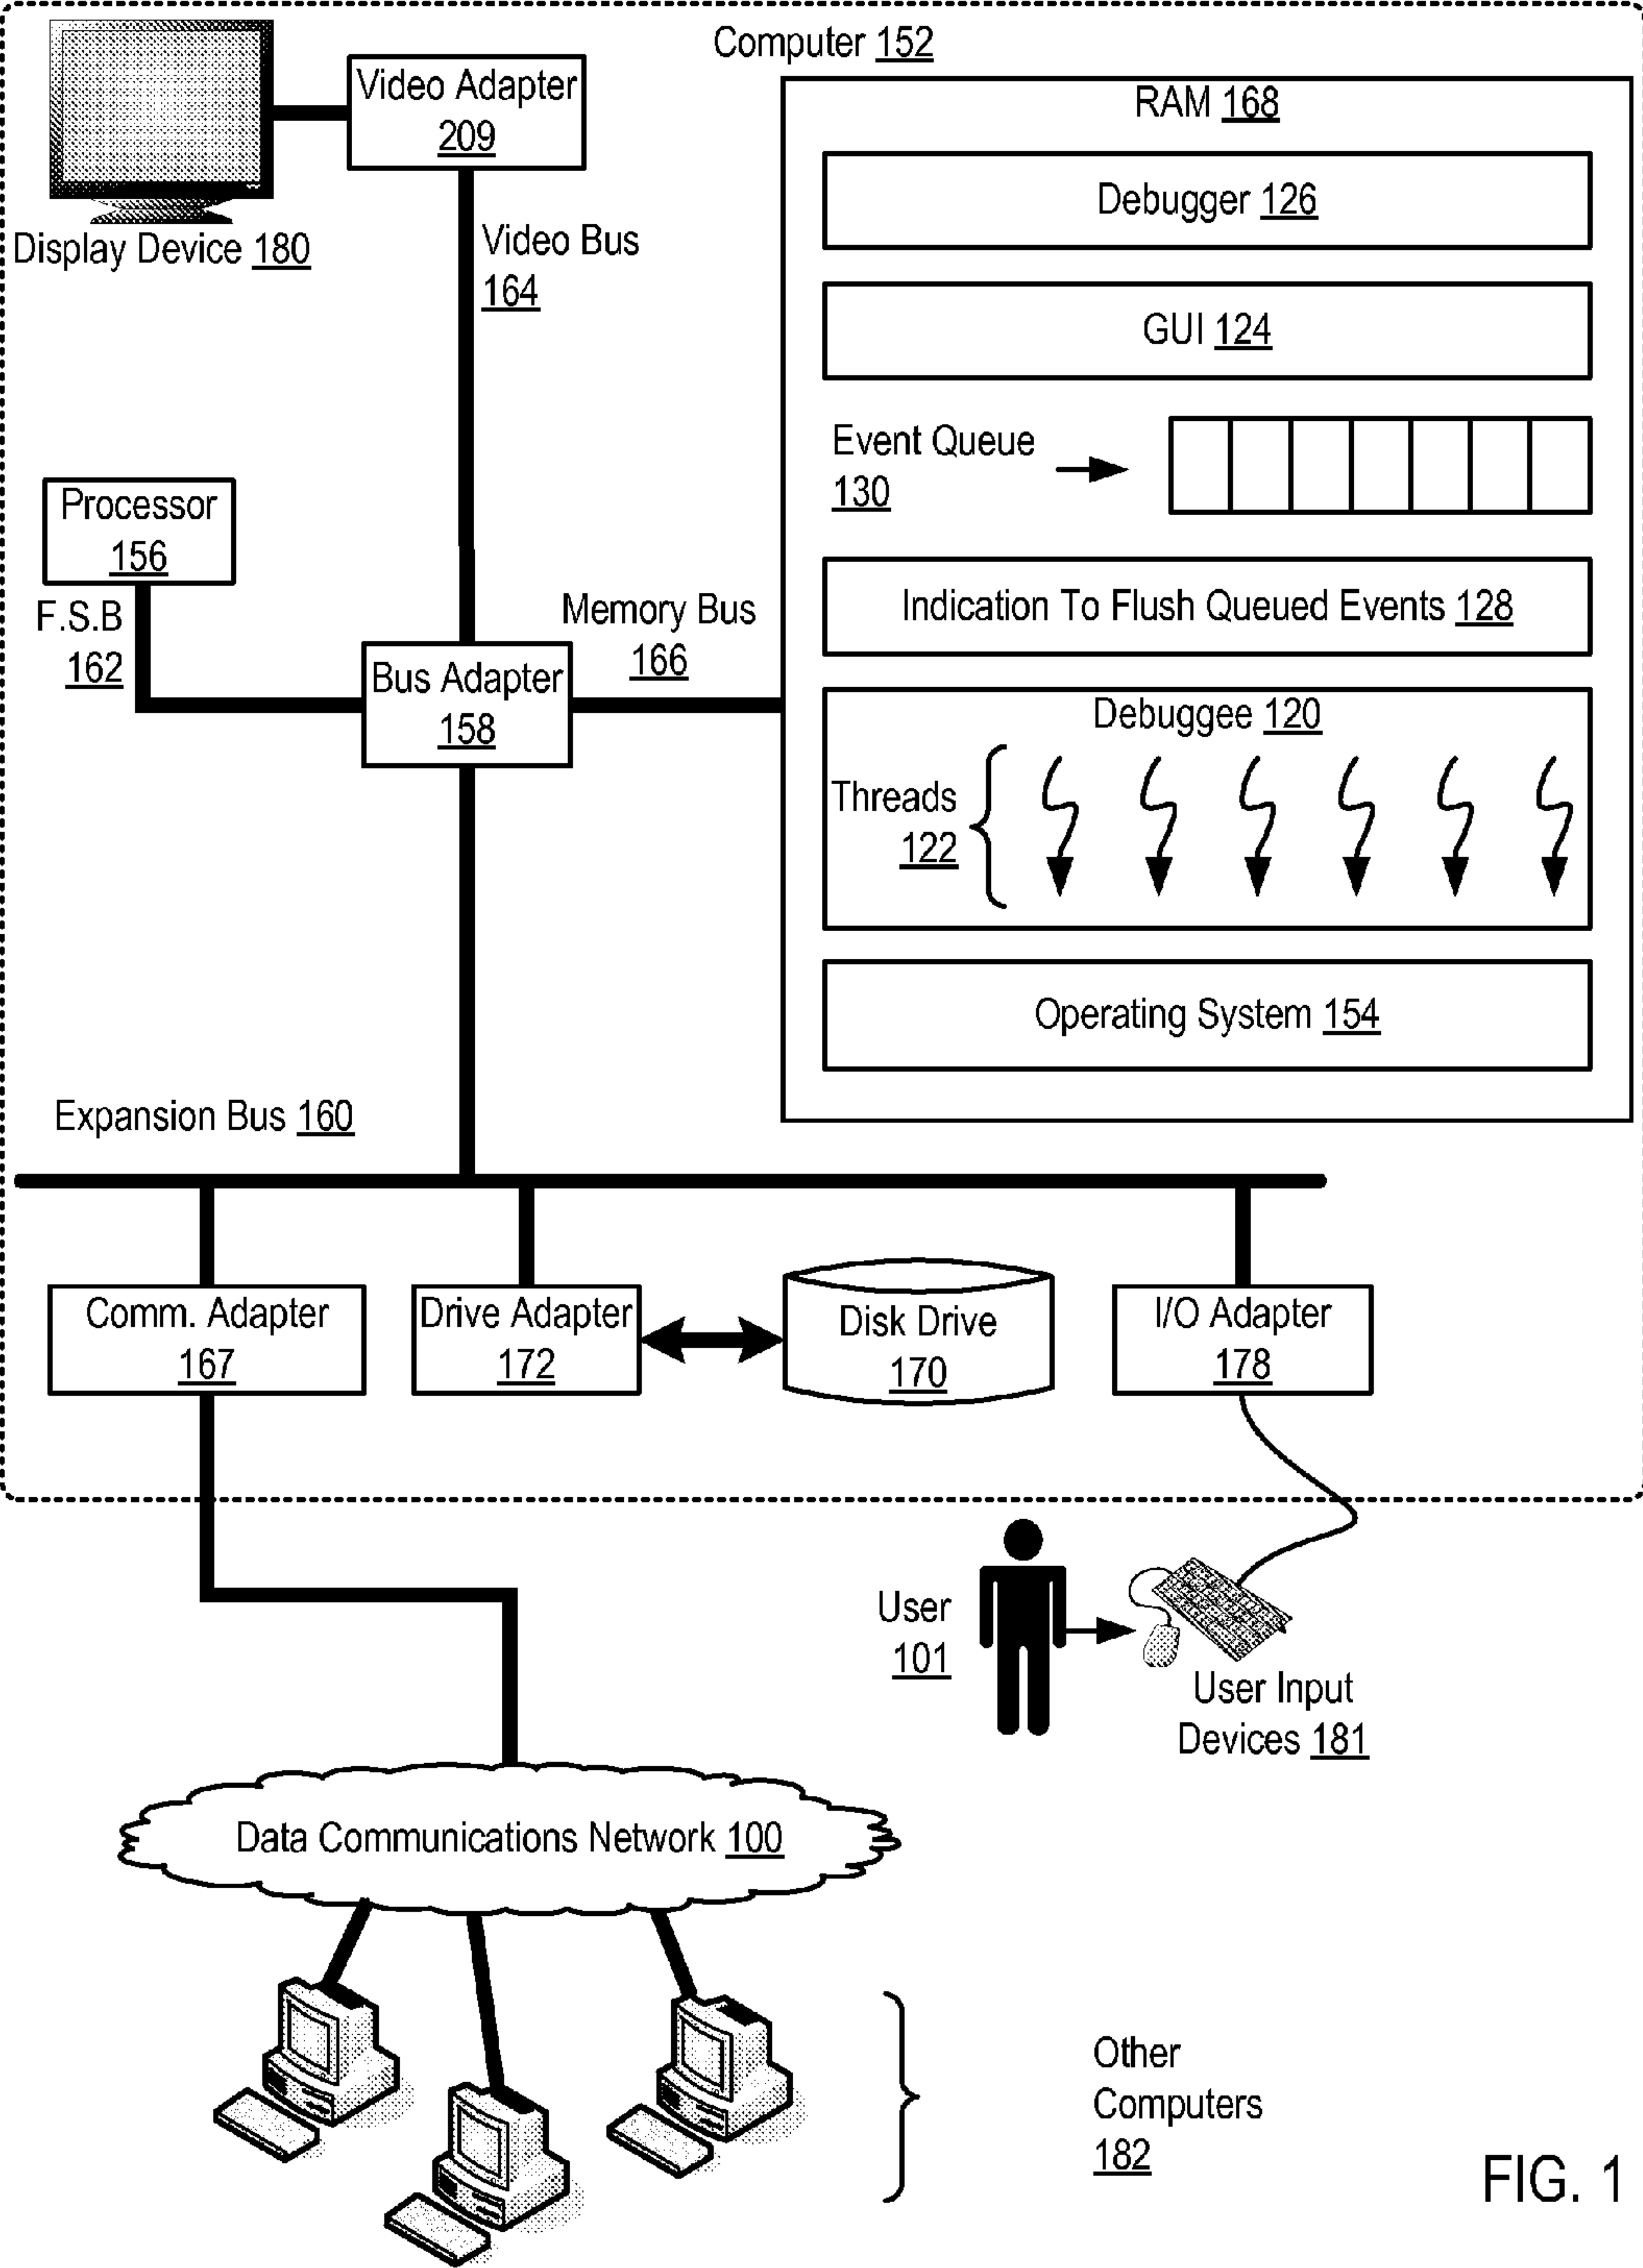 Computer 152
Video Adapter
209
Display Device 180
Video Bus
164
RAM 168
Debugger 126
GUI 124
Event Queue
130
Processor
156
F.S.B
162
Memory Bus
166
Bus Adapter
158
Indication To Flush Queued Events 128
Debuggee 120
Threads
122
Operating System 154
Expansion Bus 160
Comm. Adapter
167
Drive Adapter
172
Disk Drive
170
I/O Adapter
178
User
101
User Input
Devices 181
Data Communications Network 100
Other
Computers
182
FIG. 1